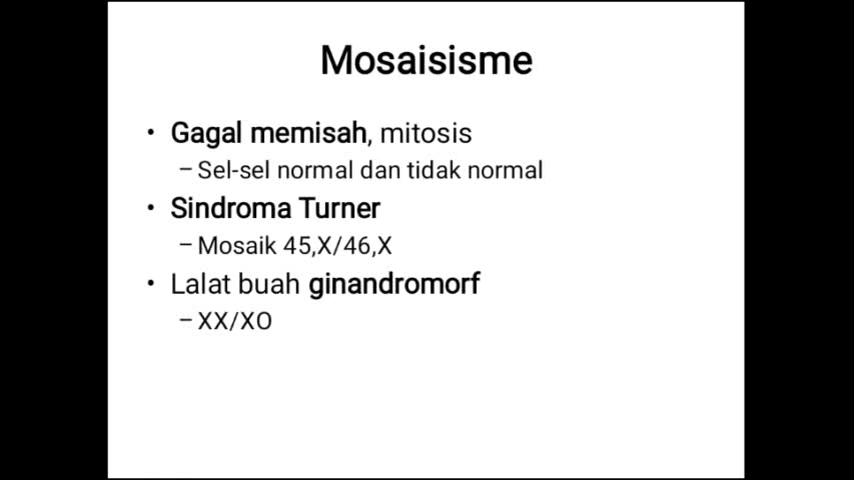 Mosaisisme
• Gagal memisah, mitosis
– Sel-sel normal dan tidak normal
• Sindroma Turner
– Mosaik 45,X/46,X
• Lalat buah ginandromorf
– XX/XO